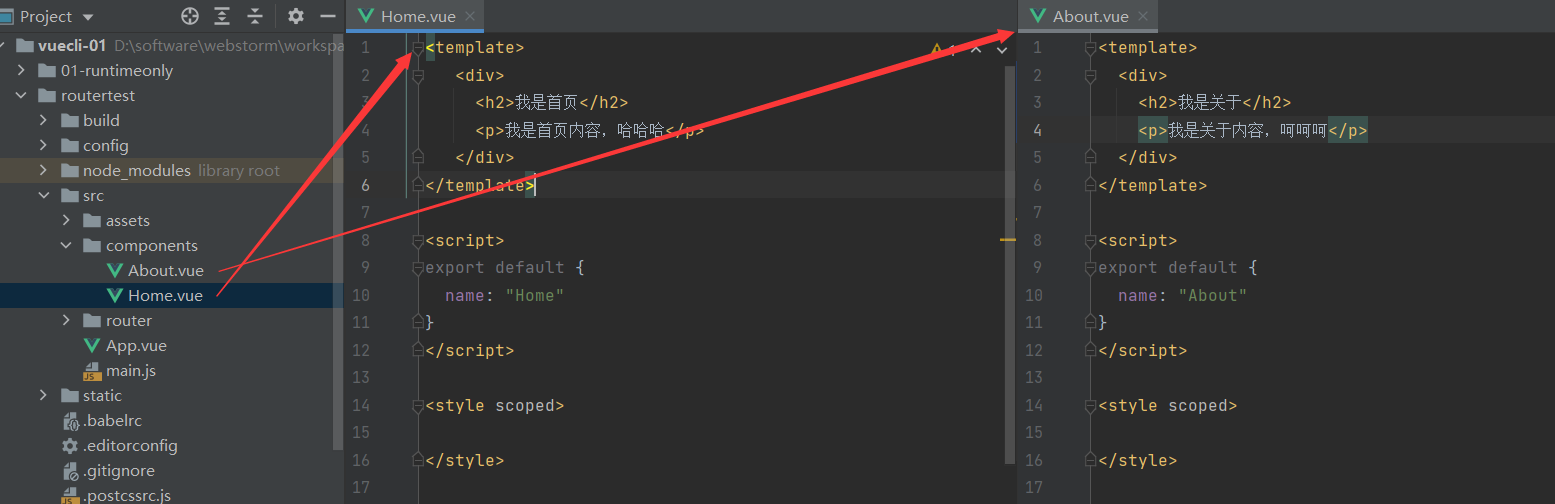 Project
vuecli-01 D:\software\webstorm\workspa
01-runtimeonly
routertest
build
config
node_modules library root
src
assets
components
About.vue
Home.vue
router
App.vue
main.js
static
.babelrc
.editorconfig
.gitignore
.postcssrc.js
Home.vue
1 <template>
2 <div>
3 <h2>我是首页</h2>
4 <p>我是首页内容，哈哈哈</p>
5 </div>
6 </template>
7
8 <script>
9 export default {
10 name: "Home"
11 }
12 </script>
13
14 <style scoped>
15
16 </style>
17
About.vue
1 <template>
2 <div>
3 <h2>我是关于</h2>
4 <p>我是关于内容，呵呵呵</p>
5 </div>
6 </template>
7
8 <script>
9 export default {
10 name: "About"
11 }
12 </script>
13
14 <style scoped>
15
16 </style>
17